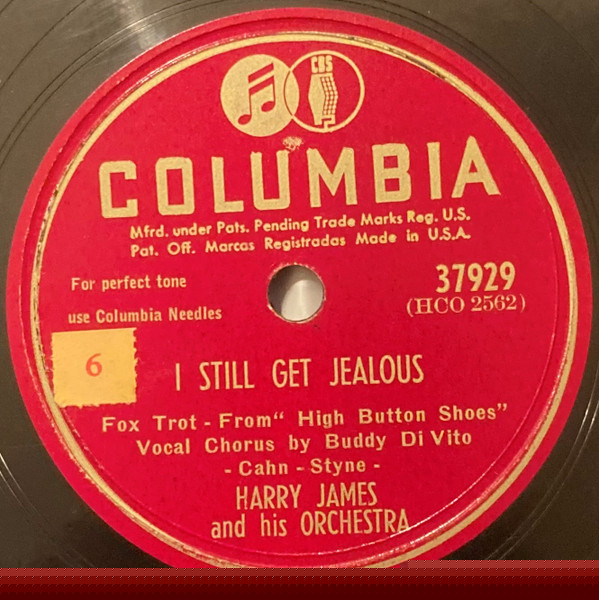 CBS
COLUMBIA
Mfrd. under Pats. Pending Trade Marks Reg. U.S.
Pat. Off. Marcas Registradas Made in U.S.A.
For perfect tone
use Columbia Needles
37929
(HCO 2562)
6
I STILL GET JEALOUS
Fox Trot - From “ High Button Shoes”
Vocal Chorus by Buddy Di Vito
- Cahn - Styne -
HARRY JAMES
and his ORCHESTRA